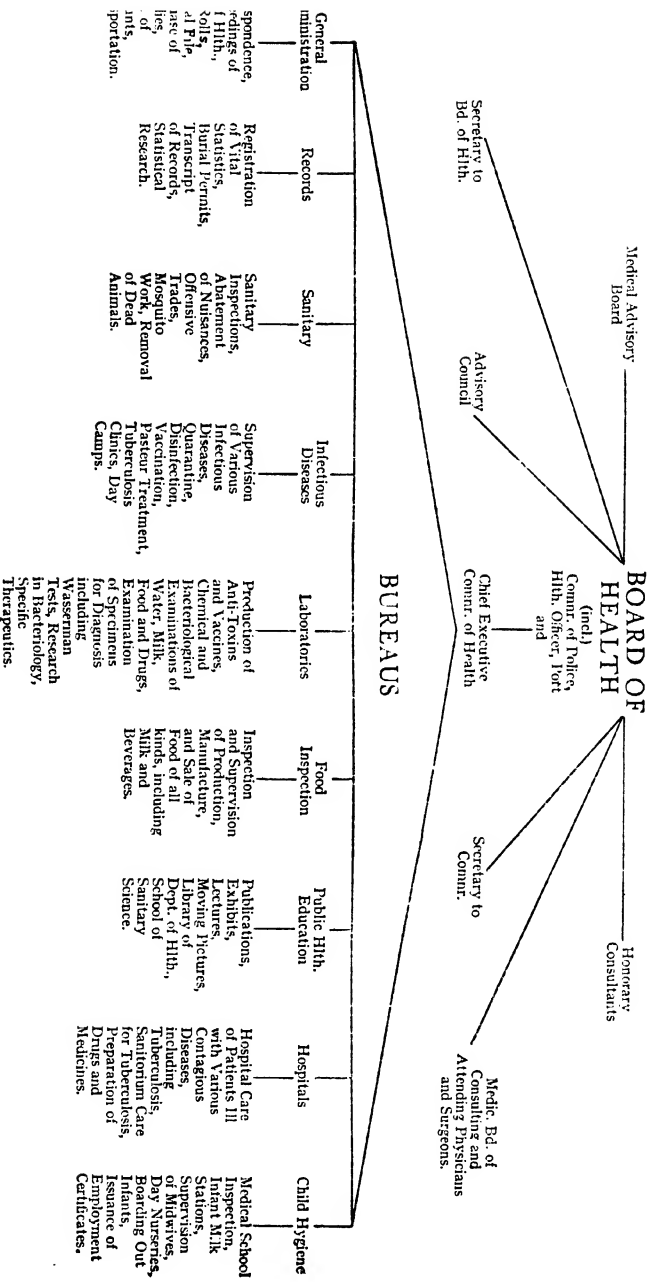 BOARD OF
HEALTH
(incl.)
Comnr. of Police,
Hlth. Officer, Port
and
Medical Advisory
Board
Honorary
Consultants
Secretary to
Bd. of Hlth.
Advisory
Council
Chief Executive
Comnr. of Health
Secretary to
Comnr.
Medic. Bd. of
Consulting and
Attending Physicians
and Surgeons.
BUREAUS
General
ministration
spondence,
edings of
f Hlth.,
Rolls,
al File,
hase of
lies,
of
nts,
portation.
Records
Registration
of Vital
Statistics,
Burial Permits,
Transcript
of Records,
Statistical
Research.
Sanitary
Sanitary
Inspections,
Abatement
of Nuisances,
Offensive
Trades,
Mosquito
Work, Removal
of Dead
Animals.
Infectious
Diseases
Supervision
of Various
Infectious
Diseases,
Quarantine,
Disinfection,
Vaccination,
Pasteur Treatment,
Tuberculosis
Clinics, Day
Camps.
Laboratories
Production of
Anti-Toxins
and Vaccines,
Chemical and
Bacteriological
Examinations of
Water, Milk,
Food and Drugs,
Examination
of Specimens
for Diagnosis
including
Wasserman
Tests, Research
in Bacteriology,
Specific
Therapeutics.
Food
Inspection
Inspection
and Supervision
of Production,
Manufacture,
and Sale of
Food of all
kinds, including
Milk and
Beverages.
Public Hlth.
Education
Publications,
Exhibits,
Lectures,
Moving Pictures,
Library of
Dept. of Hlth.,
School of
Sanitary
Science.
Hospitals
Hospital Care
of Patients Ill
with Various
Contagious
Diseases,
including
Tuberculosis,
Sanitorium Care
for Tuberculosis,
Preparation of
Drugs and
Medicines.
Child Hygiene
Medical School
Inspection,
Infant Milk
Stations,
Supervision
of Midwives,
Day Nurseries,
Boarding Out
Infants,
Issuance of
Employment
Certificates.